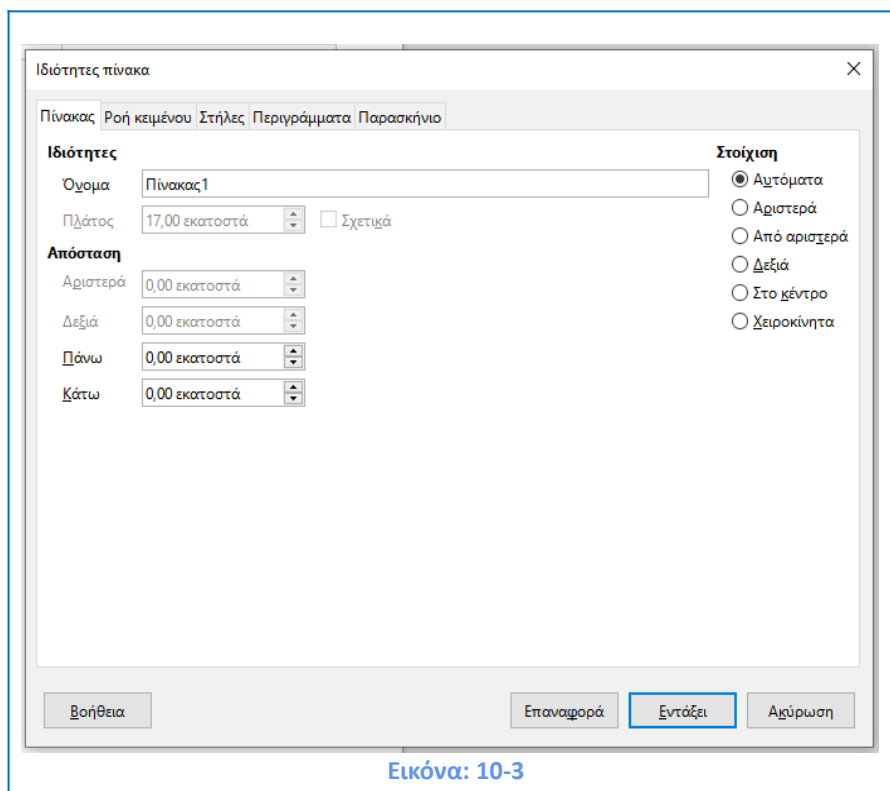 Ιδιότητες πίνακα
Πίνακας Ροή κειμένου Στήλες Περιγράμματα Παρασκήνιο
Ιδιότητες
Όνομα Πίνακας1
Πλάτος 17,00 εκατοστά Σχετικά
Απόσταση
Αριστερά 0,00 εκατοστά
Δεξιά 0,00 εκατοστά
Πάνω 0,00 εκατοστά
Κάτω 0,00 εκατοστά
Στοίχιση
Αυτόματα
Αριστερά
Από αριστερά
Δεξιά
Στο κέντρο
Χειροκίνητα
Βοήθεια Επαναφορά Εντάξει Ακύρωση
Εικόνα: 10-3